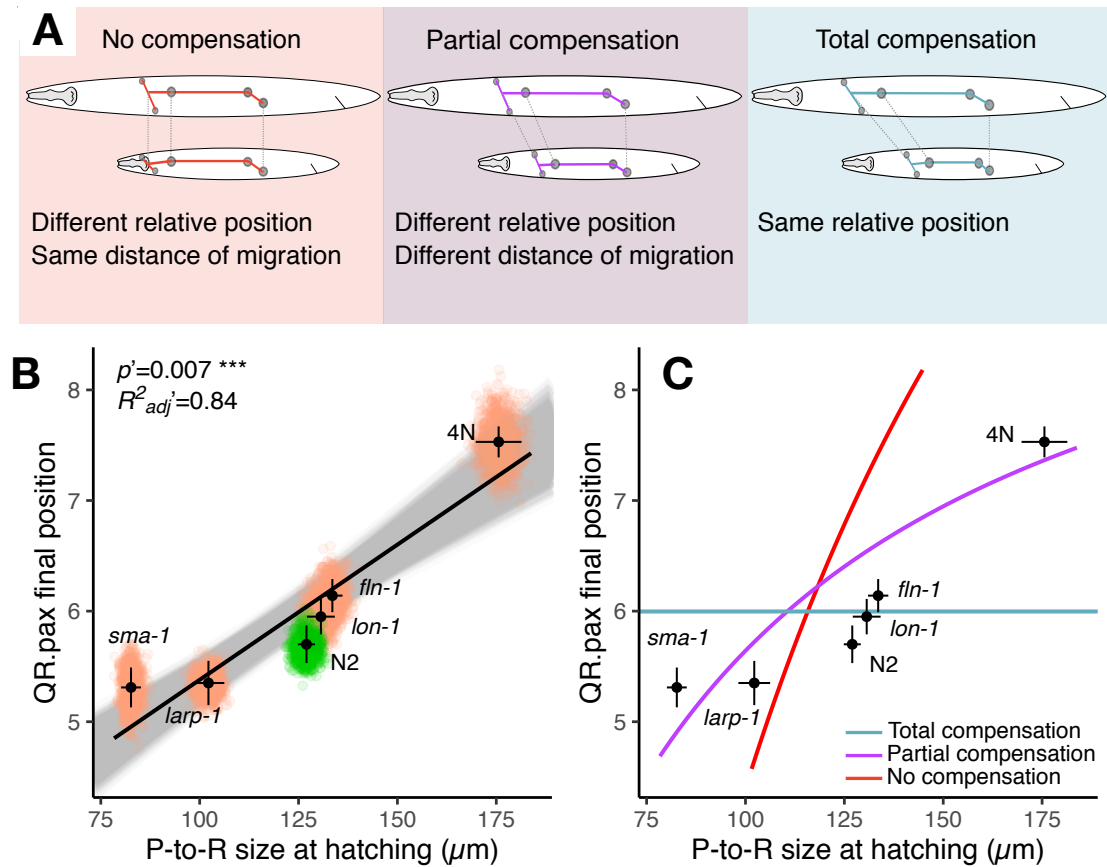 A
No compensation
Partial compensation
Total compensation
Different relative position
Same distance of migration
Different relative position
Different distance of migration
Same relative position
B
p'=0.007 ***
R²adj'=0.84
8
7
6
5
QR.pax final position
4N
fln-1
lon-1
N2
sma-1
larp-1
75
100
125
150
175
P-to-R size at hatching (µm)
C
8
7
6
5
QR.pax final position
4N
fln-1
lon-1
N2
sma-1
larp-1
Total compensation
Partial compensation
No compensation
75
100
125
150
175
P-to-R size at hatching (µm)